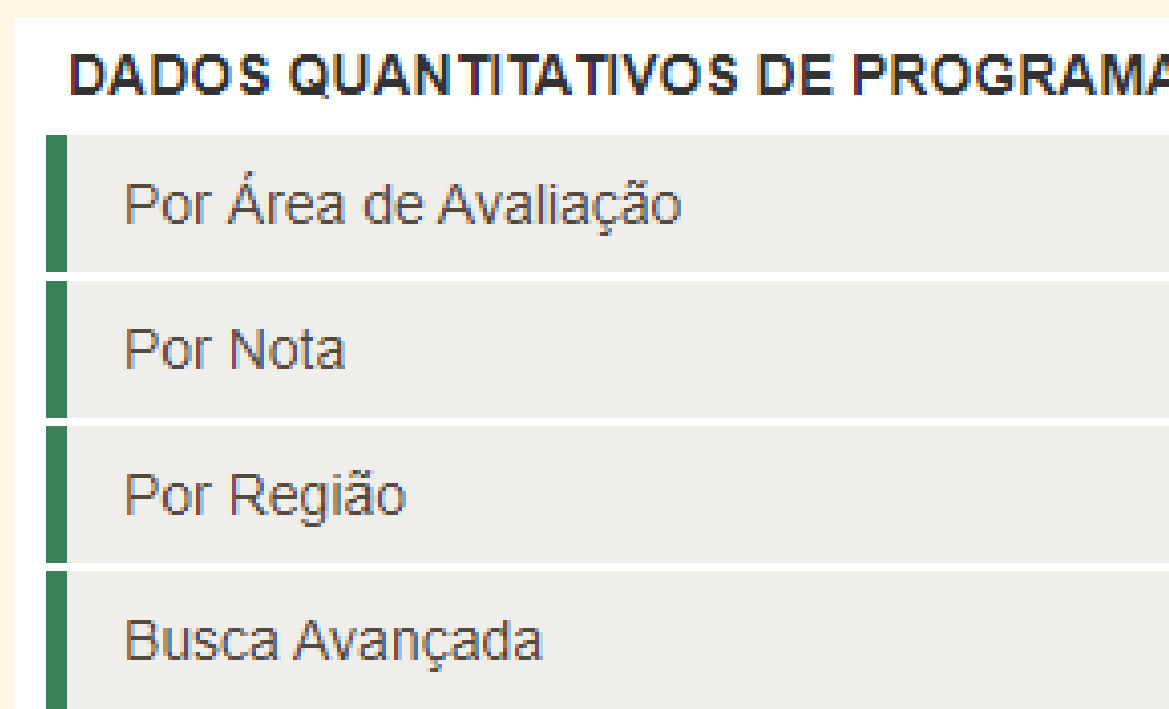 DADOS QUANTITATIVOS DE PROGRAMA
Por Área de Avaliação
Por Nota
Por Região
Busca Avançada